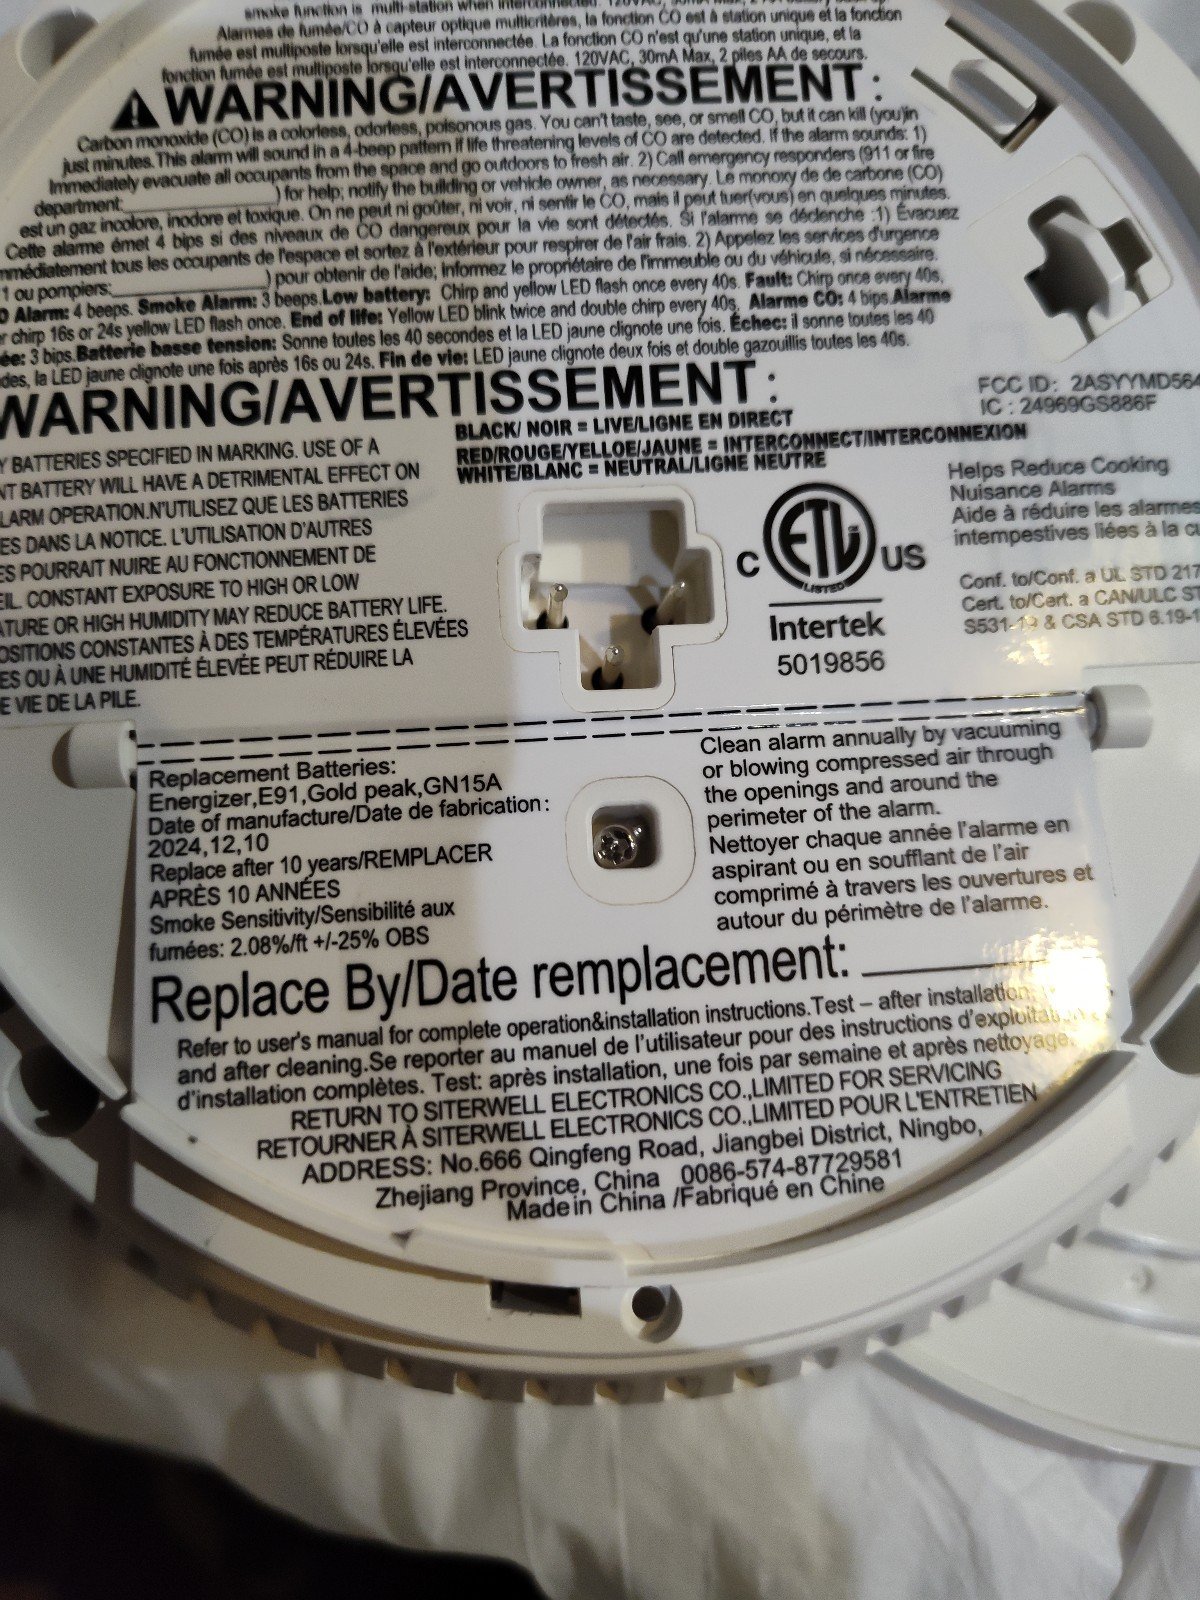 smoke function is multi-station when interconnected. 120VAC,
Alarmes de fumée/CO à capteur optique multicritères, la fonction CO est à station unique et la fonction
fumée est multiposte lorsqu'elle est interconnectée. La fonction CO n'est qu'une station unique, et la
fonction fumée est multiposte lorsqu'elle est interconnectée. 120VAC, 30mA Max, 2 piles AA de secours.
WARNING/AVERTISSEMENT :
Carbon monoxide (CO) is a colorless, odorless, poisonous gas. You can't taste, see, or smell CO, but it can kill (you)in
just minutes. This alarm will sound in a 4-beep pattern if life threatening levels of CO are detected. If the alarm sounds: 1)
Immediately evacuate all occupants from the space and go outdoors to fresh air. 2) Call emergency responders (911 or fire
department: ) for help; notify the building or vehicle owner, as necessary. Le monoxy de de carbone (CO)
est un gaz incolore, inodore et toxique. On ne peut ni goûter, ni voir, ni sentir le CO, mais il peut tuer(vous) en quelques minutes.
Cette alarme émet 4 bips si des niveaux de CO dangereux pour la vie sont détectés. Si l'alarme se déclenche :1) Évacuez
mmédiatement tous les occupants de l'espace et sortez à l'extérieur pour respirer de l'air frais. 2) Appelez les services d'urgence
1 ou pompiers: ) pour obtenir de l'aide; informez le propriétaire de l'immeuble ou du véhicule, si nécessaire.
O Alarm: 4 beeps. Smoke Alarm: 3 beeps.Low battery: Chirp and yellow LED flash once every 40s. Fault: Chirp once every 40s,
r chirp 16s or 24s yellow LED flash once. End of life: Yellow LED blink twice and double chirp every 40s. Alarme CO: 4 bips.Alarme
ée: 3 bips.Batterie basse tension: Sonne toutes les 40 secondes et la LED jaune clignote une fois. Échec: il sonne toutes les 40
des, la LED jaune clignote une fois après 16s ou 24s. Fin de vie: LED jaune clignote deux fois et double gazouillis toutes les 40s.
WARNING/AVERTISSEMENT :
Y BATTERIES SPECIFIED IN MARKING. USE OF A
NT BATTERY WILL HAVE A DETRIMENTAL EFFECT ON
LARM OPERATION.N'UTILISEZ QUE LES BATTERIES
ES DANS LA NOTICE. L'UTILISATION D'AUTRES
ES POURRAIT NUIRE AU FONCTIONNEMENT DE
EIL. CONSTANT EXPOSURE TO HIGH OR LOW
ATURE OR HIGH HUMIDITY MAY REDUCE BATTERY LIFE.
OSITIONS CONSTANTES À DES TEMPÉRATURES ÉLEVÉES
ES OU À UNE HUMIDITÉ ÉLEVÉE PEUT RÉDUIRE LA
E VIE DE LA PILE.
BLACK/ NOIR = LIVE/LIGNE EN DIRECT
RED/ROUGE/YELLOE/JAUNE = INTERCONNECT/INTERCONNEXION
WHITE/BLANC = NEUTRAL/LIGNE NEUTRE
FCC ID: 2ASYYMD564
IC : 24969GS886F
C ETL US
LISTED
Intertek
5019856
Helps Reduce Cooking
Nuisance Alarms
Aide à réduire les alarmes
intempestives liées à la cu
Conf. to/Conf. a UL STD 217
Cert. to/Cert. a CAN/ULC ST
S531-19 & CSA STD 6.19-1
Replacement Batteries:
Energizer,E91,Gold peak,GN15A
Date of manufacture/Date de fabrication:
2024,12,10
Replace after 10 years/REMPLACER
APRÈS 10 ANNÉES
Smoke Sensitivity/Sensibilité aux
fumées: 2.08%/ft +/-25% OBS
Clean alarm annually by vacuuming
or blowing compressed air through
the openings and around the
perimeter of the alarm.
Nettoyer chaque année l'alarme en
aspirant ou en soufflant de l'air
comprimé à travers les ouvertures et
autour du périmètre de l'alarme.
Replace By/Date remplacement:
Refer to user's manual for complete operation&installation instructions.Test – after installation,
and after cleaning.Se reporter au manuel de l'utilisateur pour des instructions d'exploitation
d'installation complètes. Test: après installation, une fois par semaine et après nettoyage.
RETURN TO SITERWELL ELECTRONICS CO.,LIMITED FOR SERVICING
RETOURNER À SITERWELL ELECTRONICS CO.,LIMITED POUR L'ENTRETIEN
ADDRESS: No.666 Qingfeng Road, Jiangbei District, Ningbo,
Zhejiang Province, China 0086-574-87729581
Made in China /Fabriqué en Chine